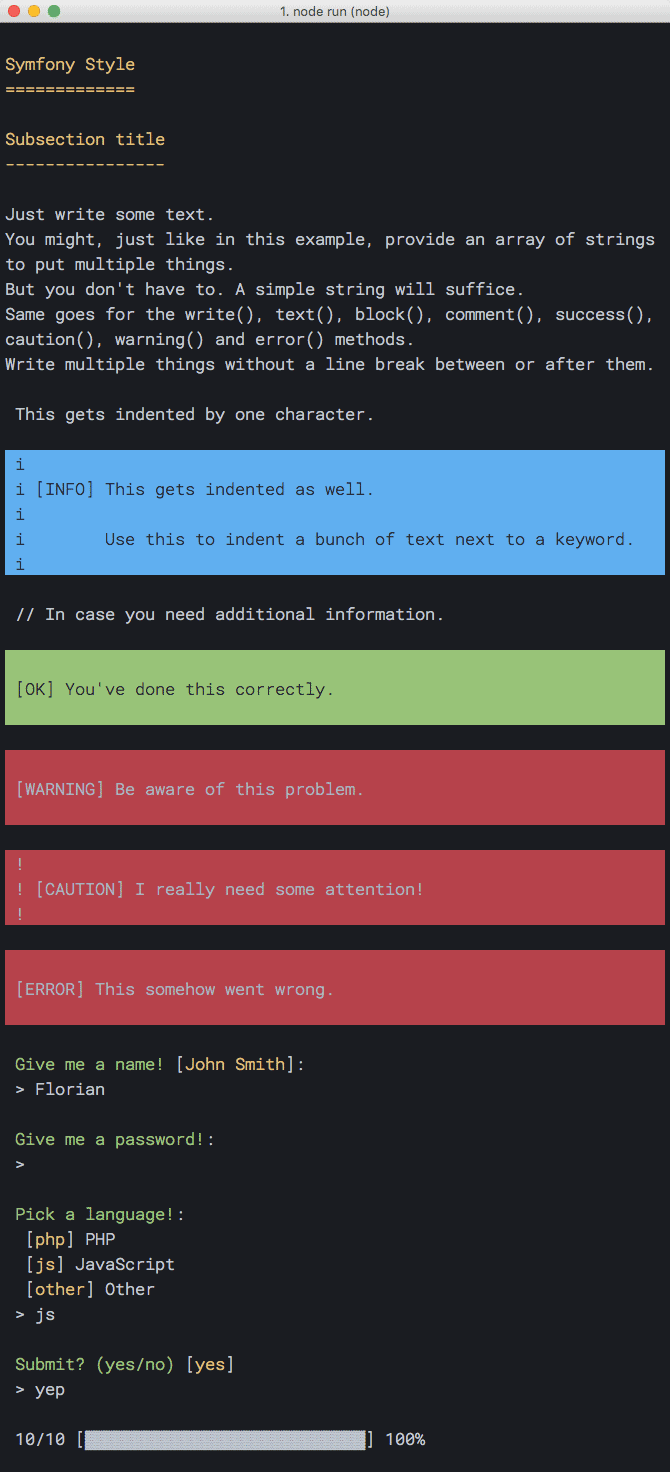 1. node run (node)
Symfony Style
=============
Subsection title
----------------
Just write some text.
You might, just like in this example, provide an array of strings
to put multiple things.
But you don't have to. A simple string will suffice.
Same goes for the write(), text(), block(), comment(), success(),
caution(), warning() and error() methods.
Write multiple things without a line break between or after them.
This gets indented by one character.
i
i [INFO] This gets indented as well.
i
i        Use this to indent a bunch of text next to a keyword.
i
// In case you need additional information.
[OK] You've done this correctly.
[WARNING] Be aware of this problem.
!
! [CAUTION] I really need some attention!
!
[ERROR] This somehow went wrong.
Give me a name! [John Smith]:
> Florian
Give me a password!:
>
Pick a language!:
[php] PHP
[js] JavaScript
[other] Other
> js
Submit? (yes/no) [yes]
> yep
10/10 [▓▓▓▓▓▓▓▓▓▓▓▓▓▓▓▓▓▓▓▓▓▓▓▓▓▓▓▓] 100%